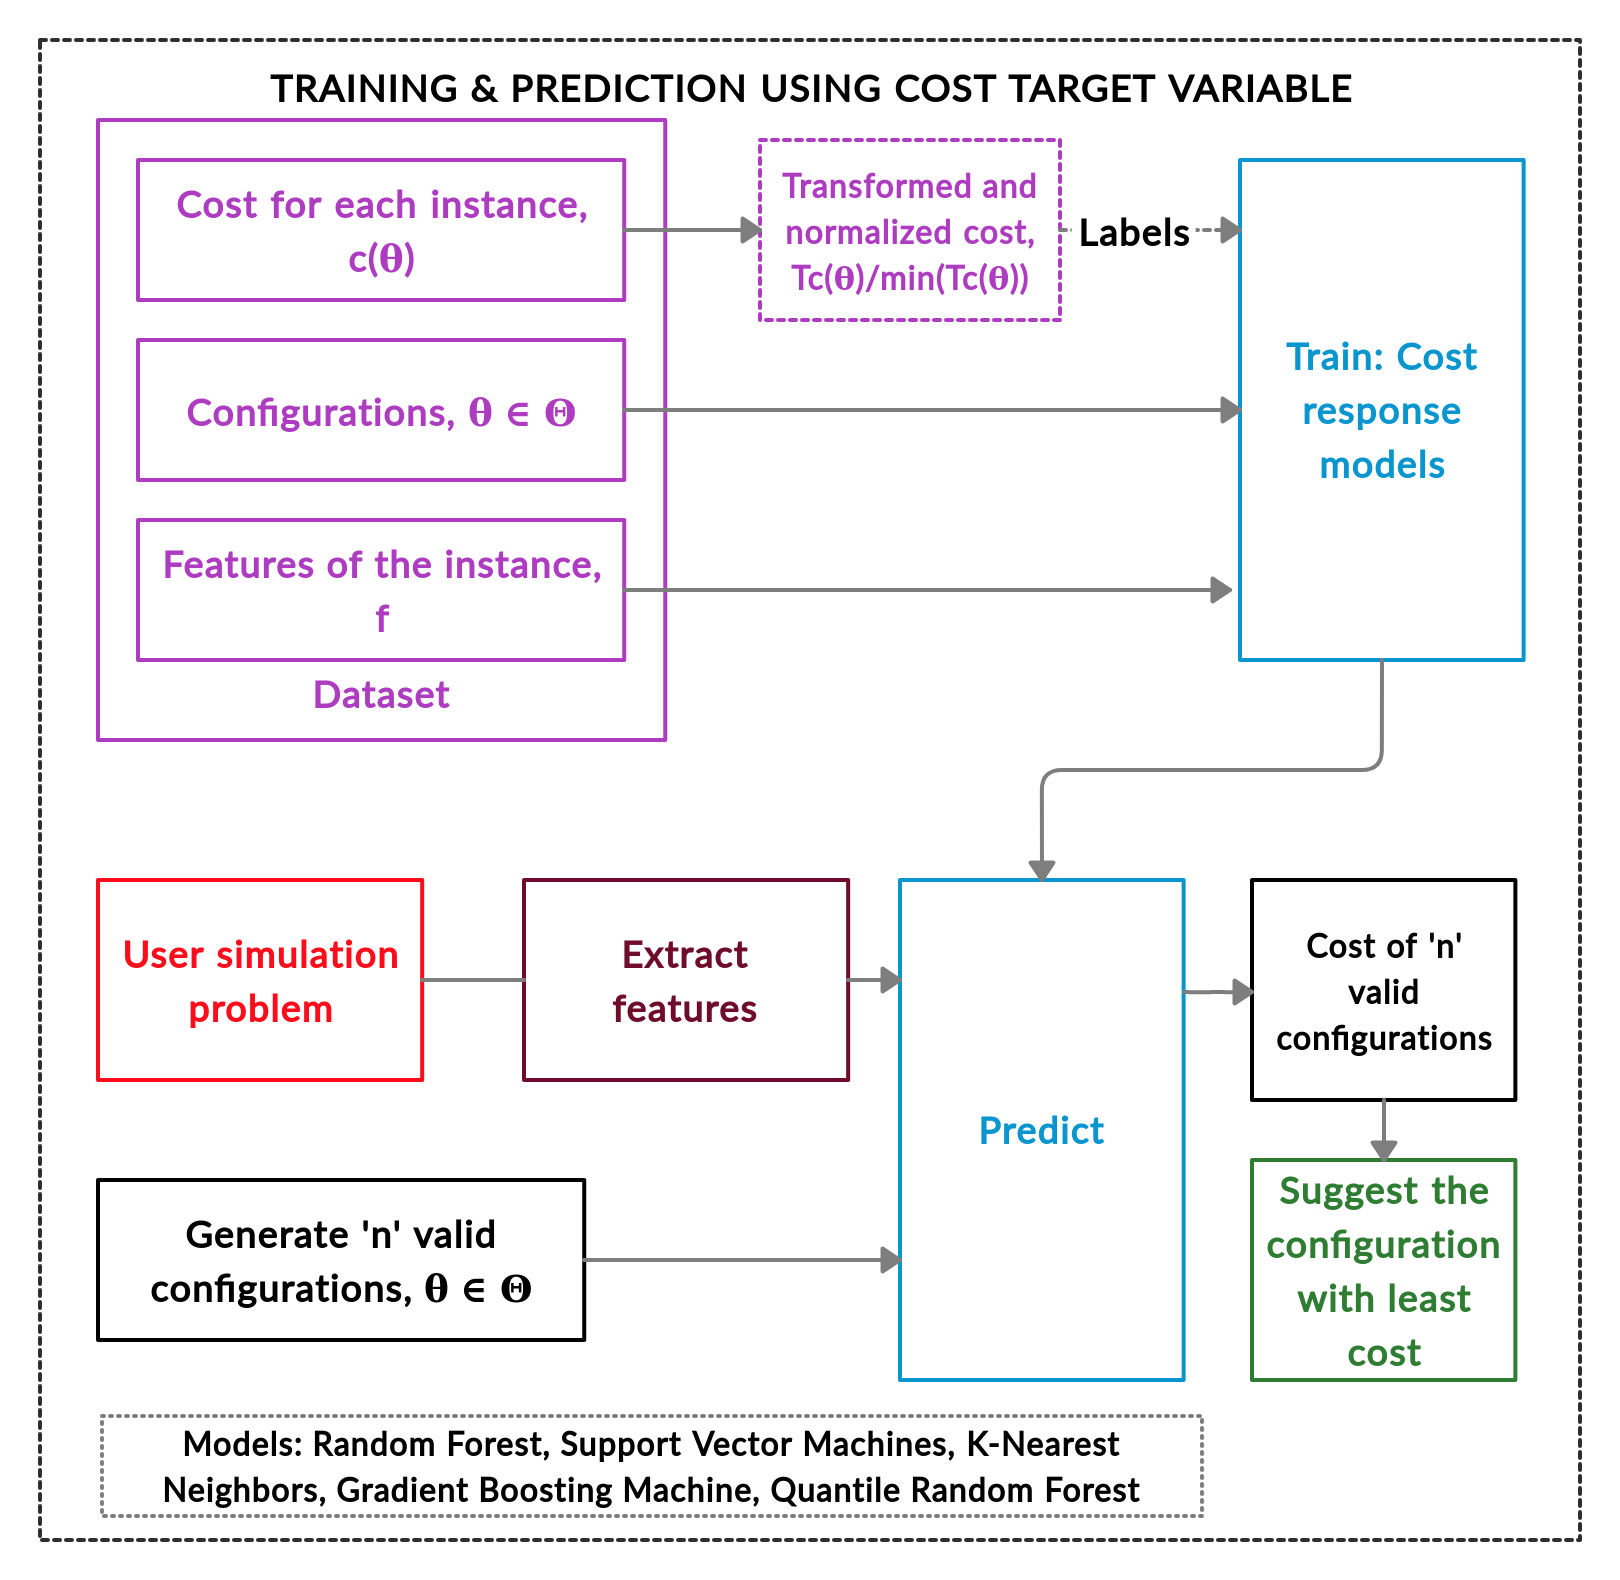 TRAINING & PREDICTION USING COST TARGET VARIABLE
Cost for each instance,
c(θ)
Transformed and
normalized cost,
Tc(θ)/min(Tc(θ))
Labels
Configurations, θ ∈ Θ
Train: Cost
response
models
Features of the instance,
f
Dataset
User simulation
problem
Extract
features
Predict
Cost of 'n'
valid
configurations
Generate 'n' valid
configurations, θ ∈ Θ
Suggest the
configuration
with least
cost
Models: Random Forest, Support Vector Machines, K-Nearest
Neighbors, Gradient Boosting Machine, Quantile Random Forest